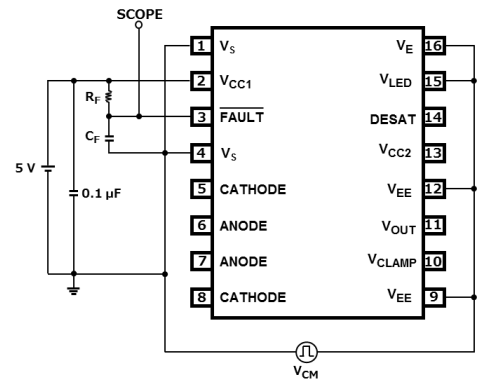 SCOPE
1 VS
2 VCC1
3 FAULT
4 VS
5 CATHODE
6 ANODE
7 ANODE
8 CATHODE
VE 16
VLED 15
DESAT 14
VCC2 13
VEE 12
VOUT 11
VCLAMP 10
VEE 9
RF
CF
5 V
0.1 µF
VCM